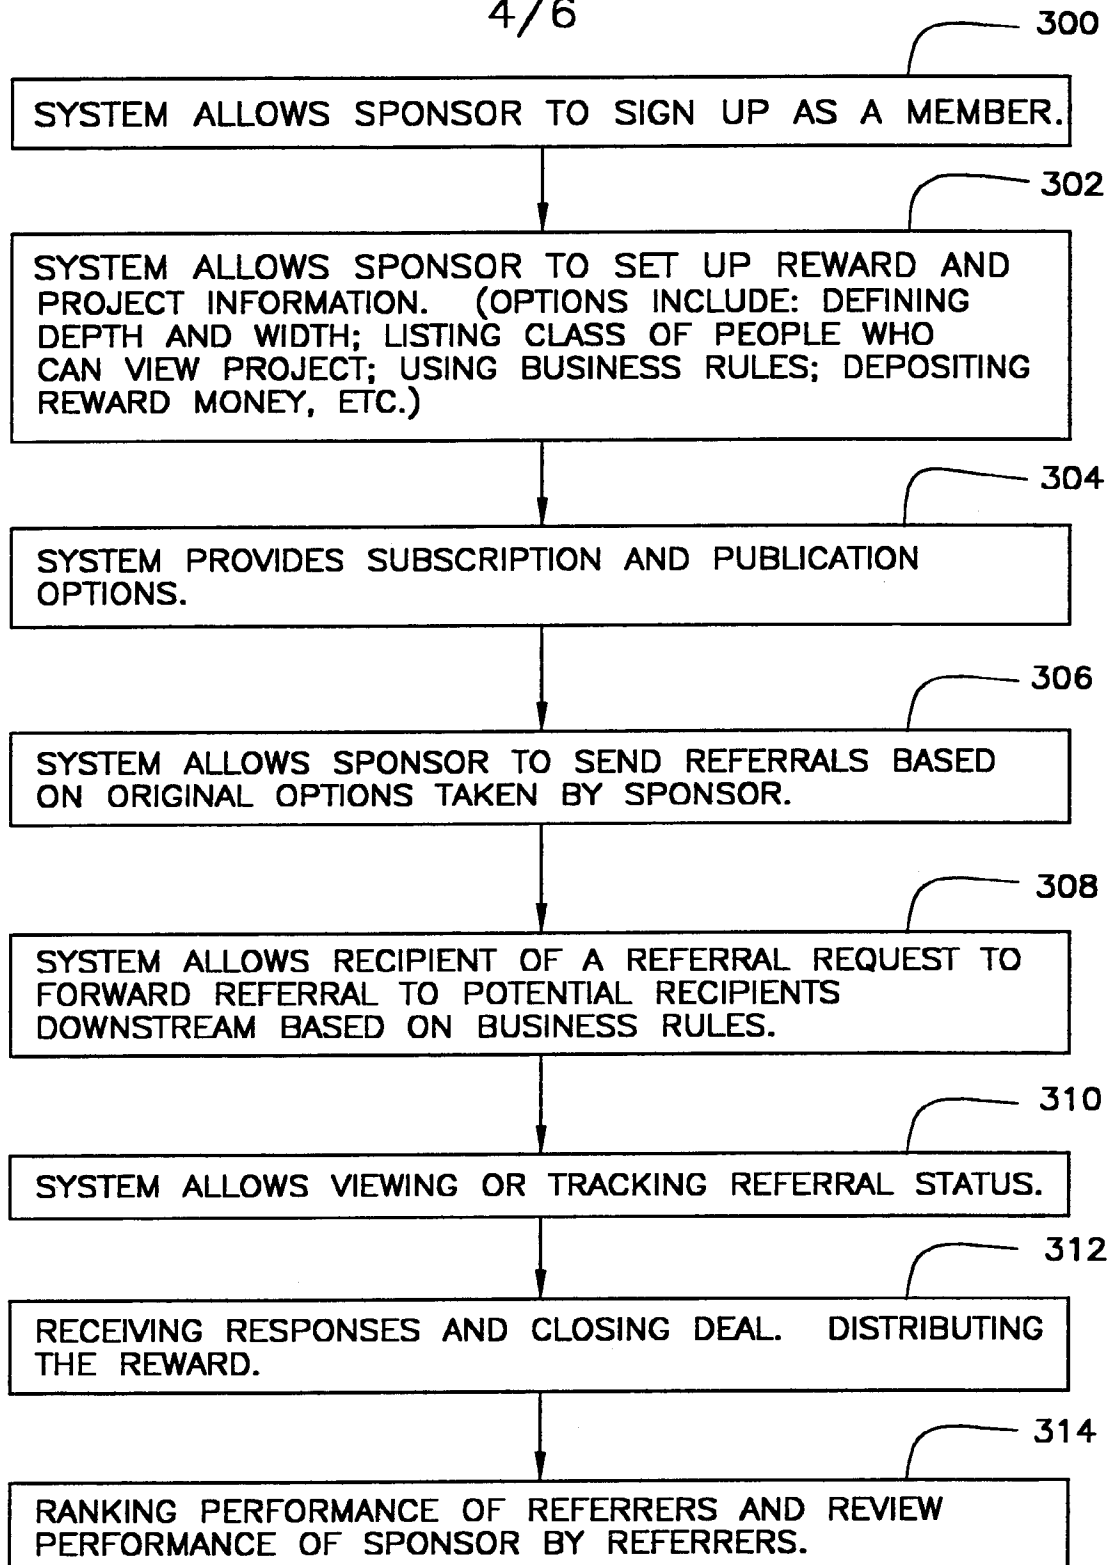 4/6
300
SYSTEM ALLOWS SPONSOR TO SIGN UP AS A MEMBER.
302
SYSTEM ALLOWS SPONSOR TO SET UP REWARD AND
PROJECT INFORMATION. (OPTIONS INCLUDE: DEFINING
DEPTH AND WIDTH; LISTING CLASS OF PEOPLE WHO
CAN VIEW PROJECT; USING BUSINESS RULES; DEPOSITING
REWARD MONEY, ETC.)
304
SYSTEM PROVIDES SUBSCRIPTION AND PUBLICATION
OPTIONS.
306
SYSTEM ALLOWS SPONSOR TO SEND REFERRALS BASED
ON ORIGINAL OPTIONS TAKEN BY SPONSOR.
308
SYSTEM ALLOWS RECIPIENT OF A REFERRAL REQUEST TO
FORWARD REFERRAL TO POTENTIAL RECIPIENTS
DOWNSTREAM BASED ON BUSINESS RULES.
310
SYSTEM ALLOWS VIEWING OR TRACKING REFERRAL STATUS.
312
RECEIVING RESPONSES AND CLOSING DEAL. DISTRIBUTING
THE REWARD.
314
RANKING PERFORMANCE OF REFERRERS AND REVIEW
PERFORMANCE OF SPONSOR BY REFERRERS.